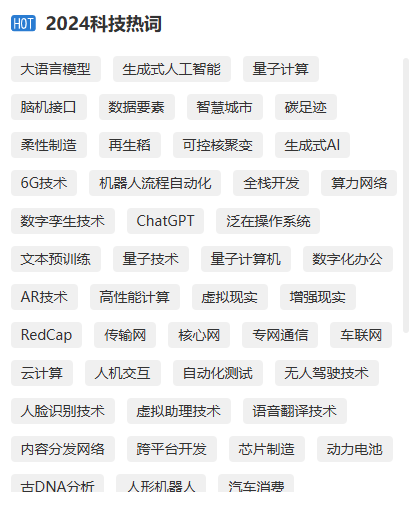 HOT 2024科技热词
大语言模型 生成式人工智能 量子计算
脑机接口 数据要素 智慧城市 碳足迹
柔性制造 再生稻 可控核聚变 生成式AI
6G技术 机器人流程自动化 全栈开发 算力网络
数字孪生技术 ChatGPT 泛在操作系统
文本预训练 量子技术 量子计算机 数字化办公
AR技术 高性能计算 虚拟现实 增强现实
RedCap 传输网 核心网 专网通信 车联网
云计算 人机交互 自动化测试 无人驾驶技术
人脸识别技术 虚拟助理技术 语音翻译技术
内容分发网络 跨平台开发 芯片制造 动力电池
古DNA分析 人形机器人 汽车消费